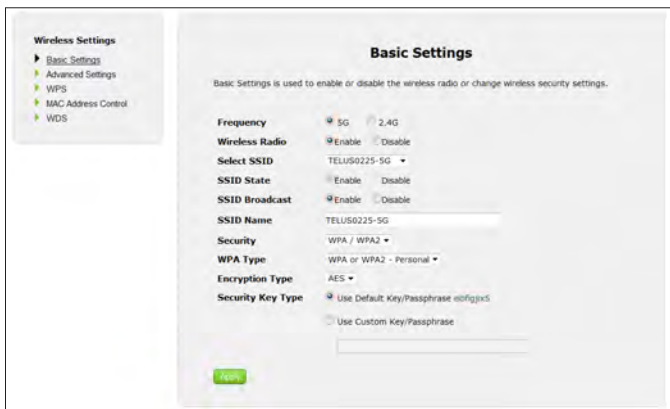 Wireless Settings
Basic Settings
Advanced Settings
WPS
MAC Address Control
WDS
Basic Settings
Basic Settings is used to enable or disable the wireless radio or change wireless security settings.
Frequency 5G 2.4G
Wireless Radio Enable Disable
Select SSID TELUS0225-5G
SSID State Enable Disable
SSID Broadcast Enable Disable
SSID Name TELUS0225-5G
Security WPA / WPA2
WPA Type WPA or WPA2 - Personal
Encryption Type AES
Security Key Type Use Default Key/Passphrase
Use Custom Key/Passphrase
Apply